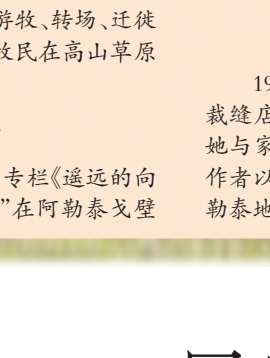 游牧、转场、迁徙
牧民在高山草原
专栏《遥远的向
”在阿勒泰戈壁
19
裁缝店
她与家
作者以
勒泰地